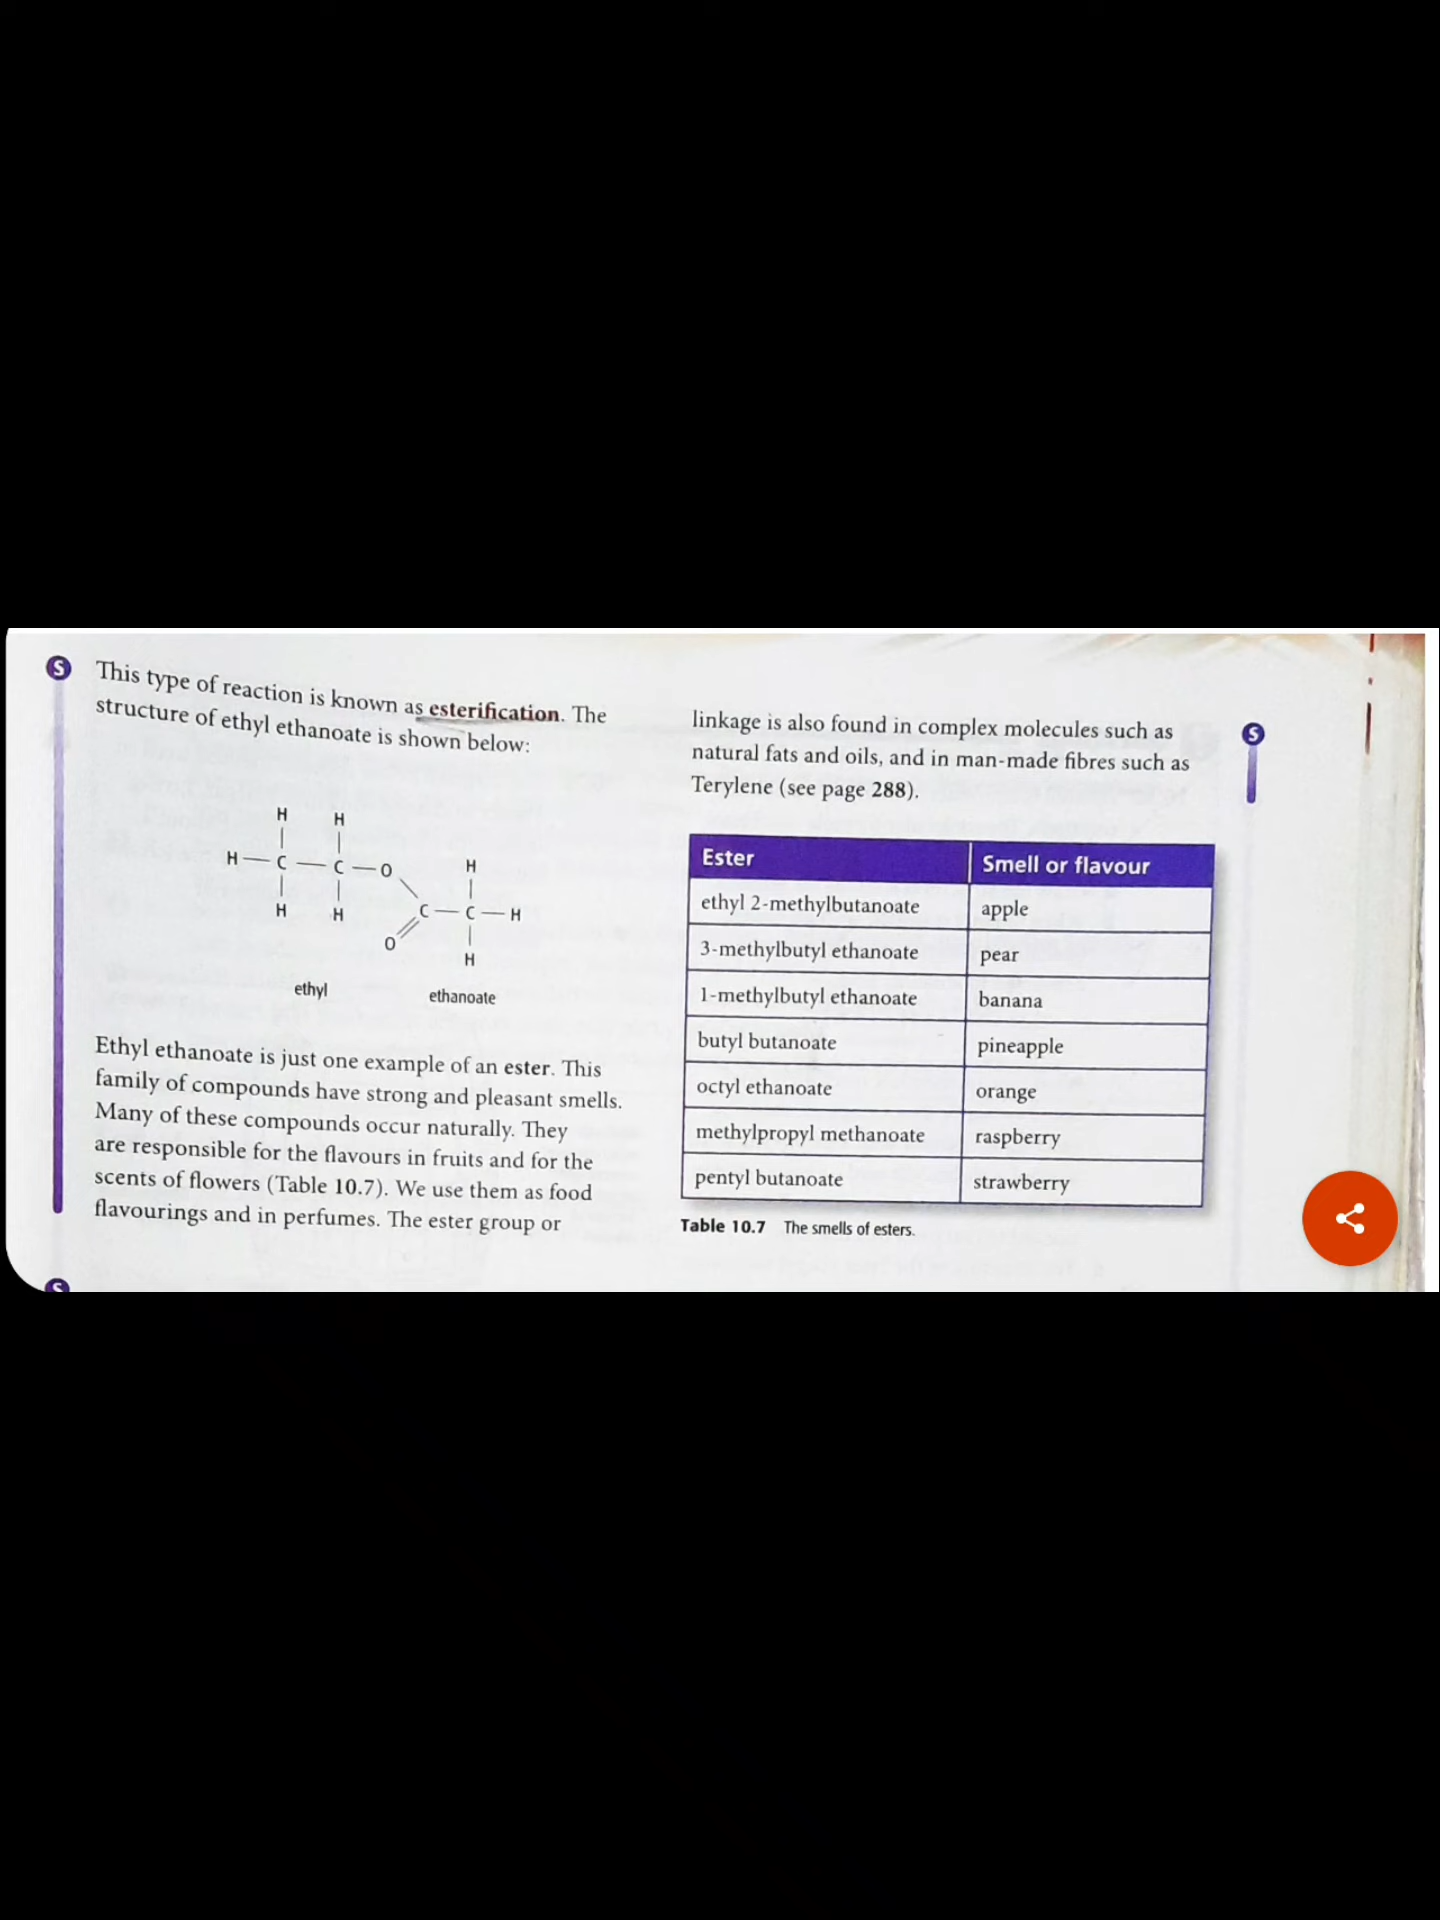 S
This type of reaction is known as esterification. The
structure of ethyl ethanoate is shown below:
H H
H — C — C — O H
H H C — C — H
O H
ethyl ethanoate
Ethyl ethanoate is just one example of an ester. This
family of compounds have strong and pleasant smells.
Many of these compounds occur naturally. They
are responsible for the flavours in fruits and for the
scents of flowers (Table 10.7). We use them as food
flavourings and in perfumes. The ester group or
S
linkage is also found in complex molecules such as
natural fats and oils, and in man-made fibres such as
Terylene (see page 288).
S
Ester Smell or flavour
ethyl 2-methylbutanoate apple
3-methylbutyl ethanoate pear
1-methylbutyl ethanoate banana
butyl butanoate pineapple
octyl ethanoate orange
methylpropyl methanoate raspberry
pentyl butanoate strawberry
Table 10.7 The smells of esters.